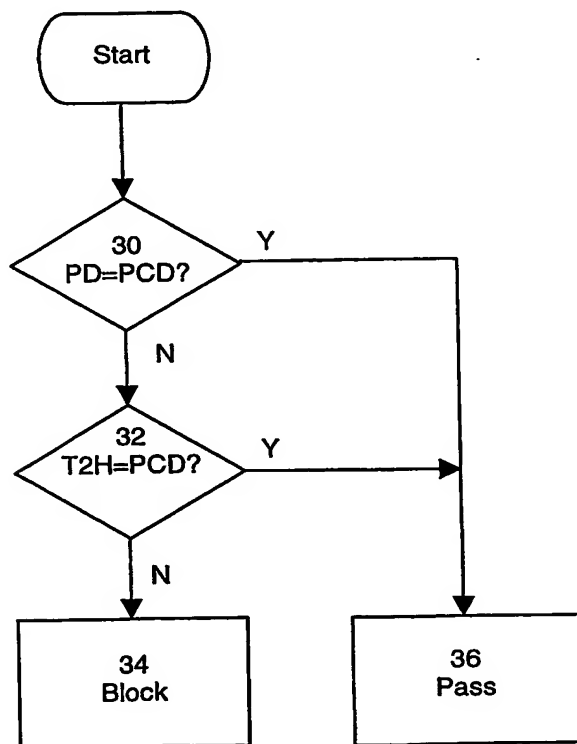 Start
30
PD=PCD?
Y
N
32
T2H=PCD?
Y
N
34
Block
36
Pass